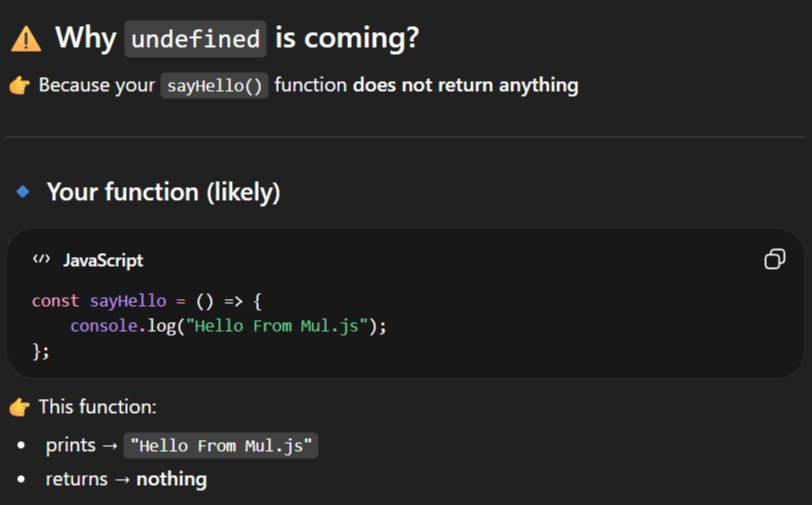 ⚠️ Why undefined is coming?
👉 Because your sayHello() function does not return anything
🔹 Your function (likely)
</> JavaScript
const sayHello = () => {
    console.log("Hello From Mul.js");
};
👉 This function:
• prints → "Hello From Mul.js"
• returns → nothing